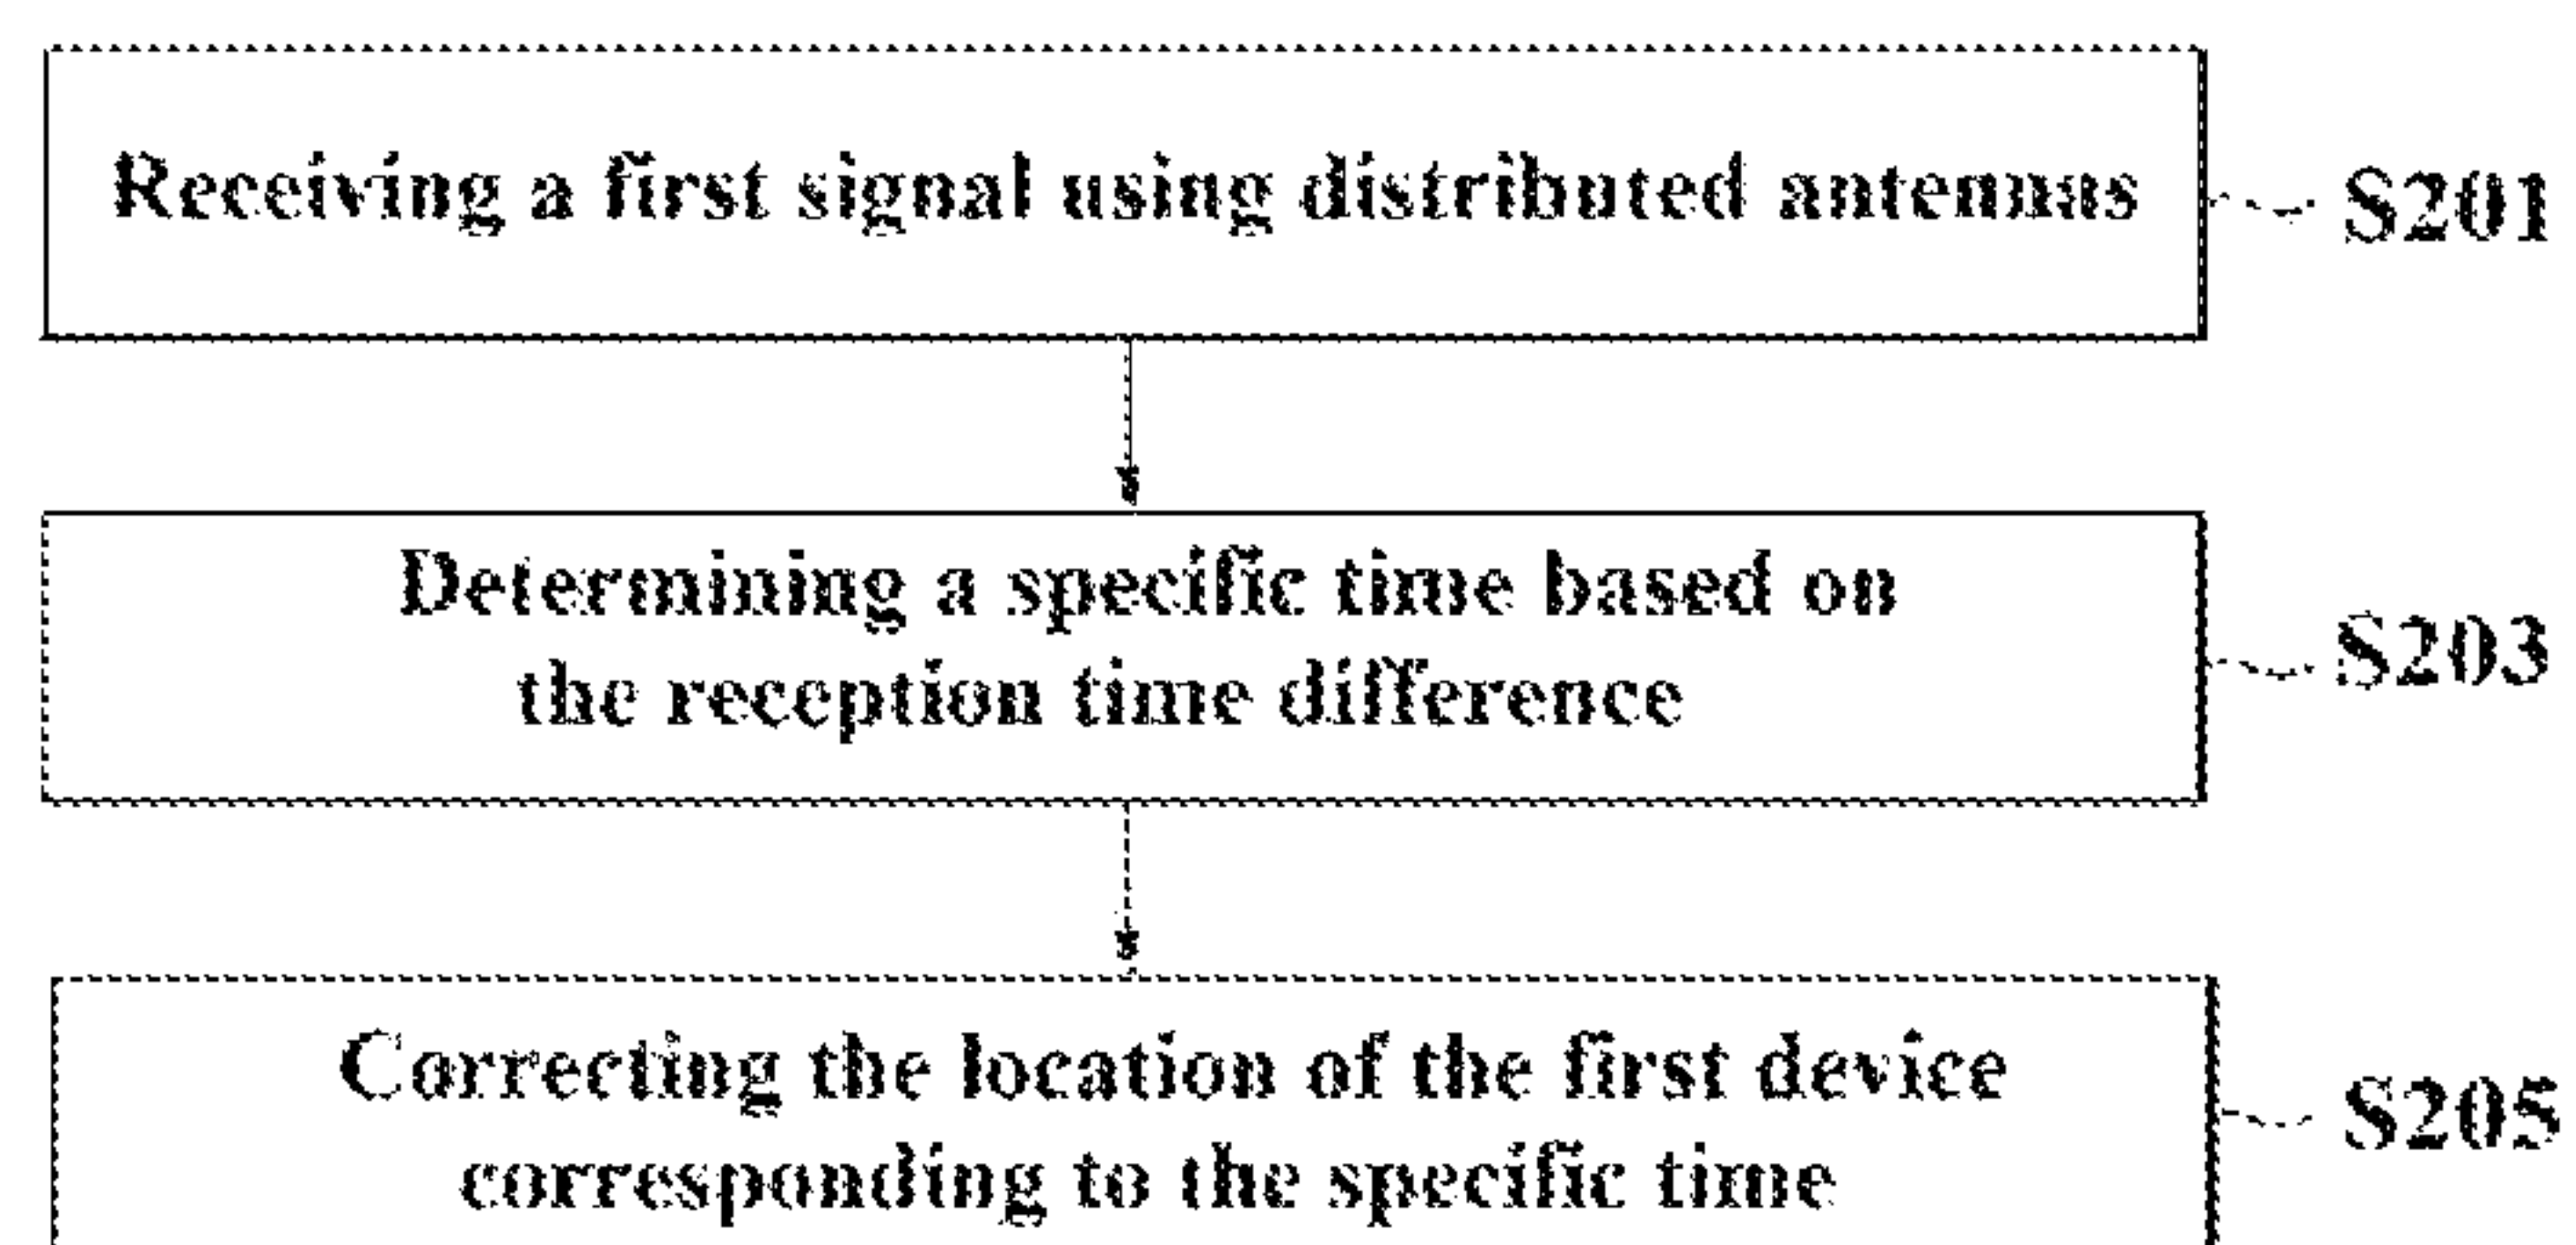 Receiving a first signal using distributed antennas
S201
Determining a specific time based on
the reception time difference
S203
Correcting the location of the first device
corresponding to the specific time
S205